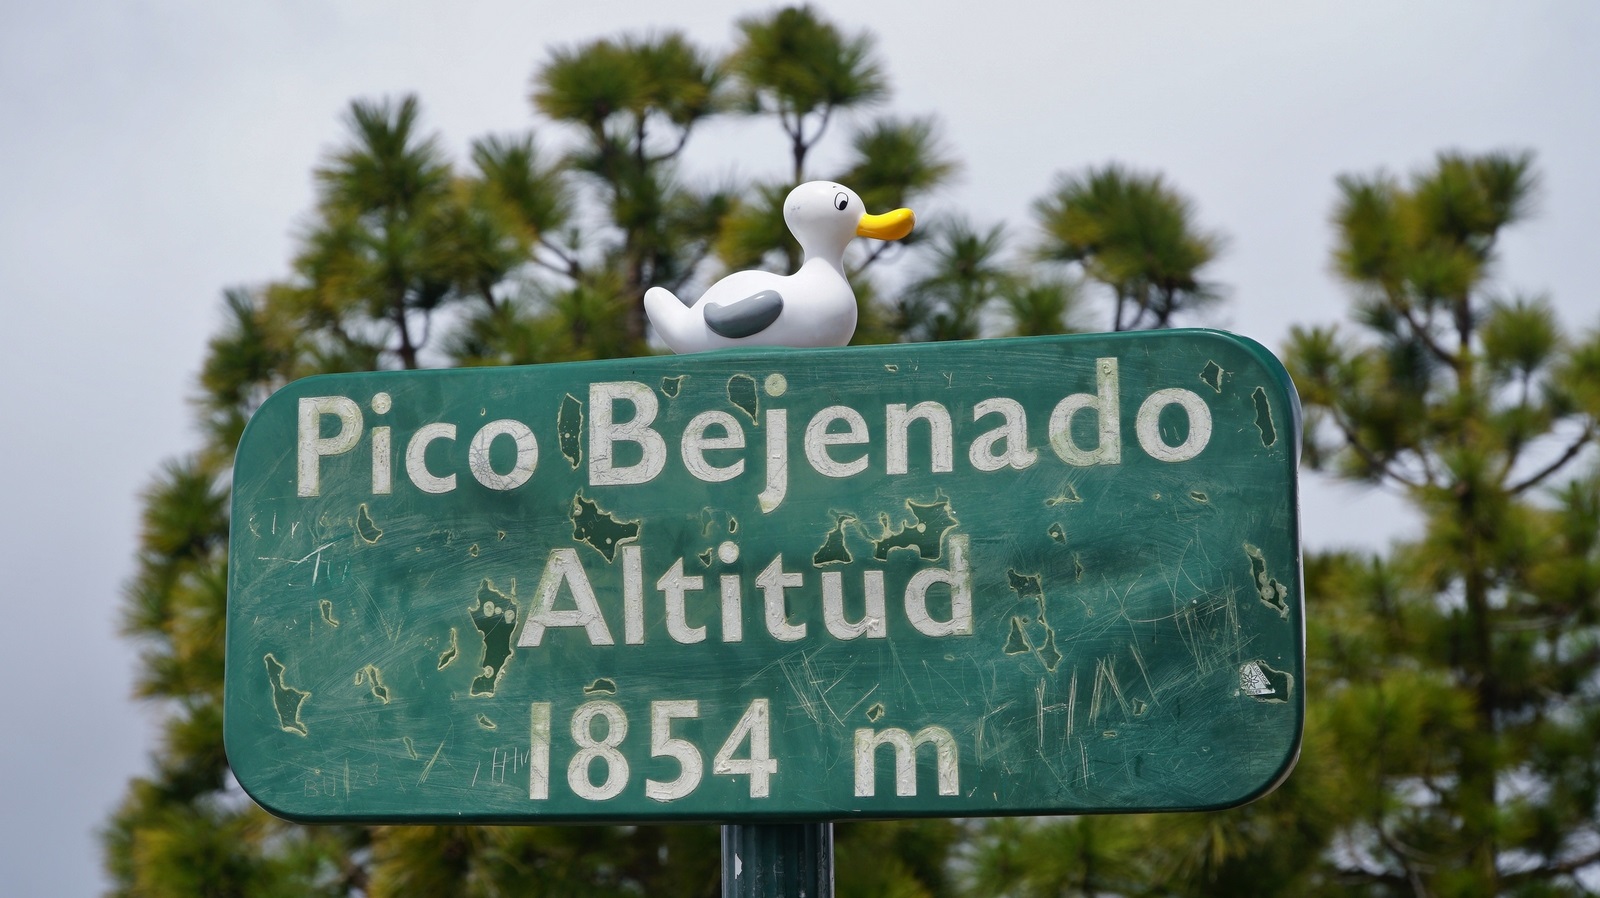 Pico Bejenado
Altitud
1854 m